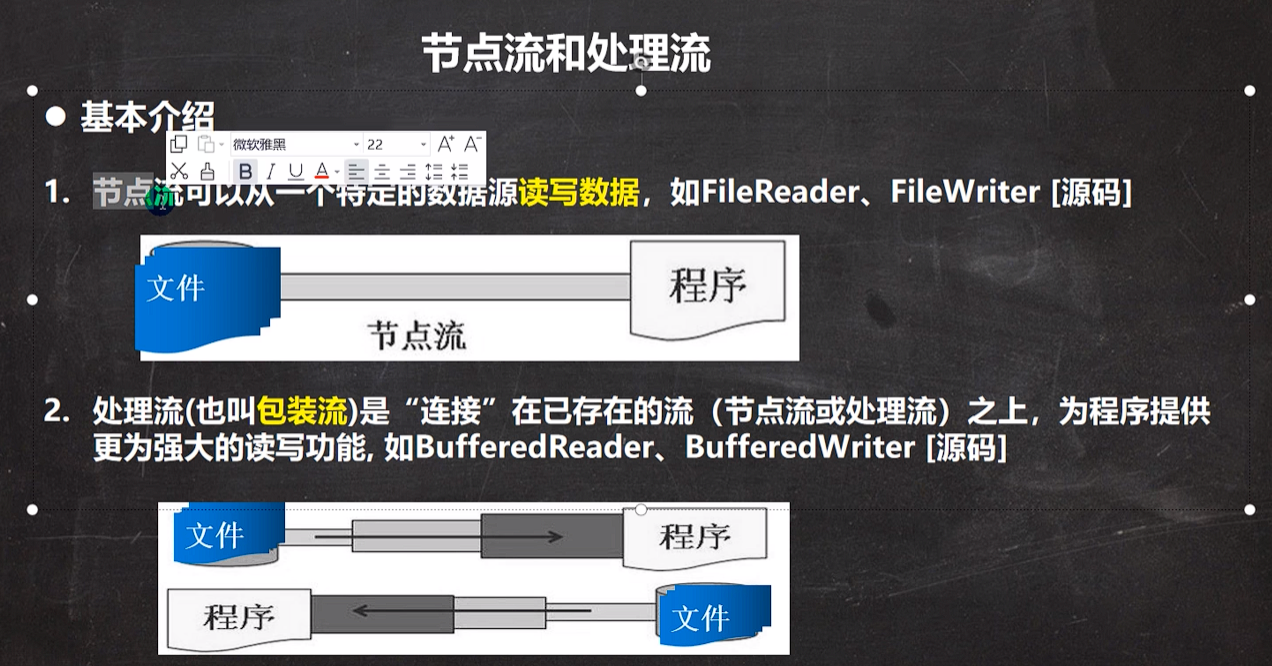 节点流和处理流
● 基本介绍
微软雅黑 22 A+ A-
B I U A
1. 节点流可以从一个特定的数据源读写数据，如FileReader、FileWriter [源码]
文件
程序
节点流
2. 处理流(也叫包装流)是“连接”在已存在的流（节点流或处理流）之上，为程序提供
更为强大的读写功能, 如BufferedReader、BufferedWriter [源码]
文件
程序
程序
文件